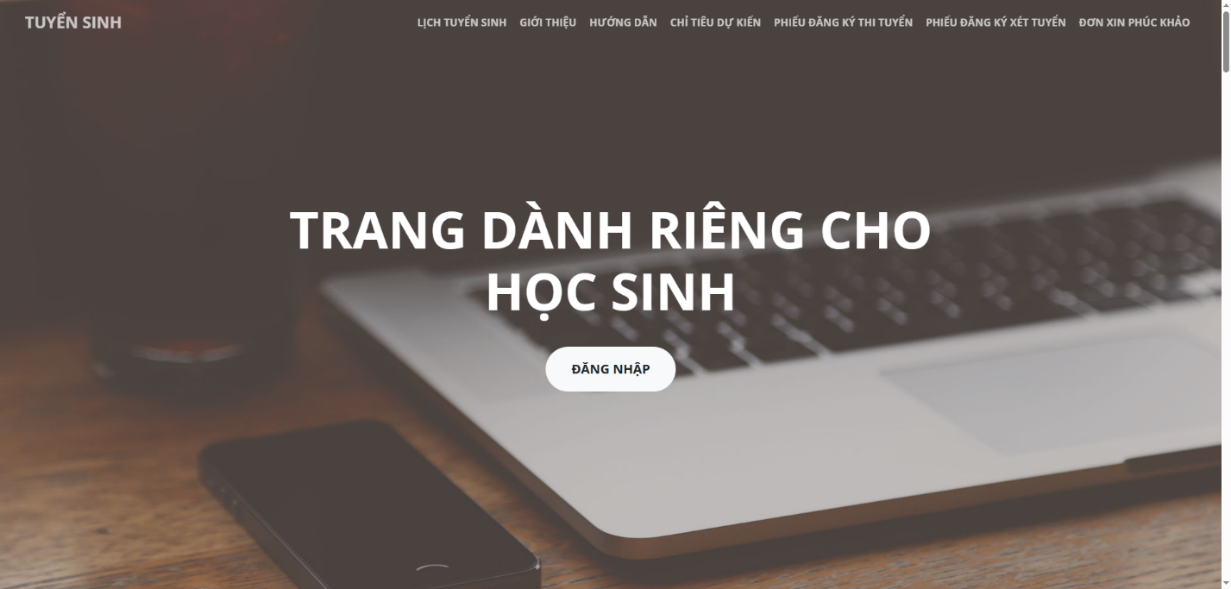 TUYỂN SINH
LỊCH TUYỂN SINH GIỚI THIỆU HƯỚNG DẪN CHỈ TIÊU DỰ KIẾN PHIẾU ĐĂNG KÝ THI TUYỂN PHIẾU ĐĂNG KÝ XÉT TUYỂN ĐƠN XIN PHÚC KHẢO
TRANG DÀNH RIÊNG CHO
HỌC SINH
ĐĂNG NHẬP